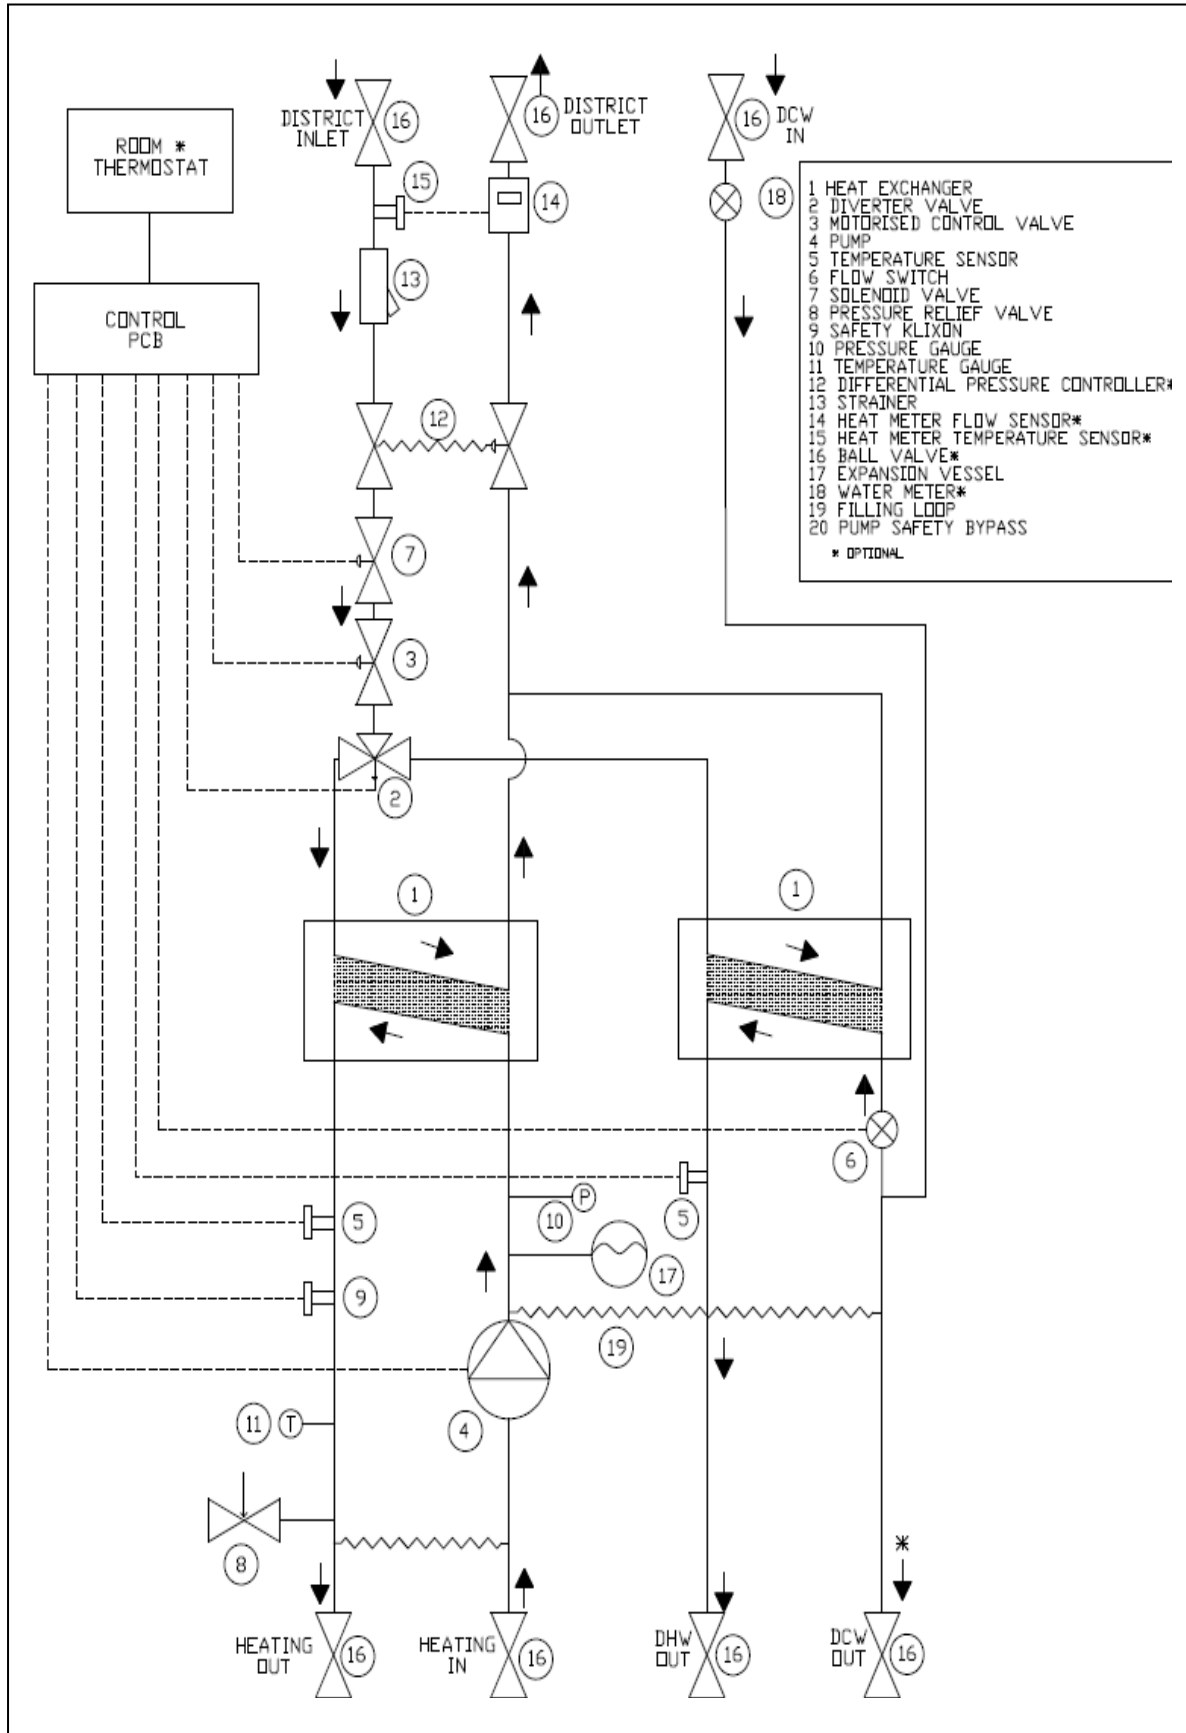 DISTRICT
INLET
16
16
DISTRICT
OUTLET
16
DCW
IN
ROOM *
THERMOSTAT
15
14
18
1 HEAT EXCHANGER
2 DIVERTER VALVE
3 MOTORISED CONTROL VALVE
4 PUMP
5 TEMPERATURE SENSOR
6 FLOW SWITCH
7 SOLENOID VALVE
8 PRESSURE RELIEF VALVE
9 SAFETY KLIXON
10 PRESSURE GAUGE
11 TEMPERATURE GAUGE
12 DIFFERENTIAL PRESSURE CONTROLLER*
13 STRAINER
14 HEAT METER FLOW SENSOR*
15 HEAT METER TEMPERATURE SENSOR*
16 BALL VALVE*
17 EXPANSION VESSEL
18 WATER METER*
19 FILLING LOOP
20 PUMP SAFETY BYPASS
* OPTIONAL
13
CONTROL
PCB
12
7
3
2
1
1
6
5
10
P
5
17
9
19
11
T
4
8
*
HEATING
OUT
16
HEATING
IN
16
DHW
OUT
16
DCW
OUT
16